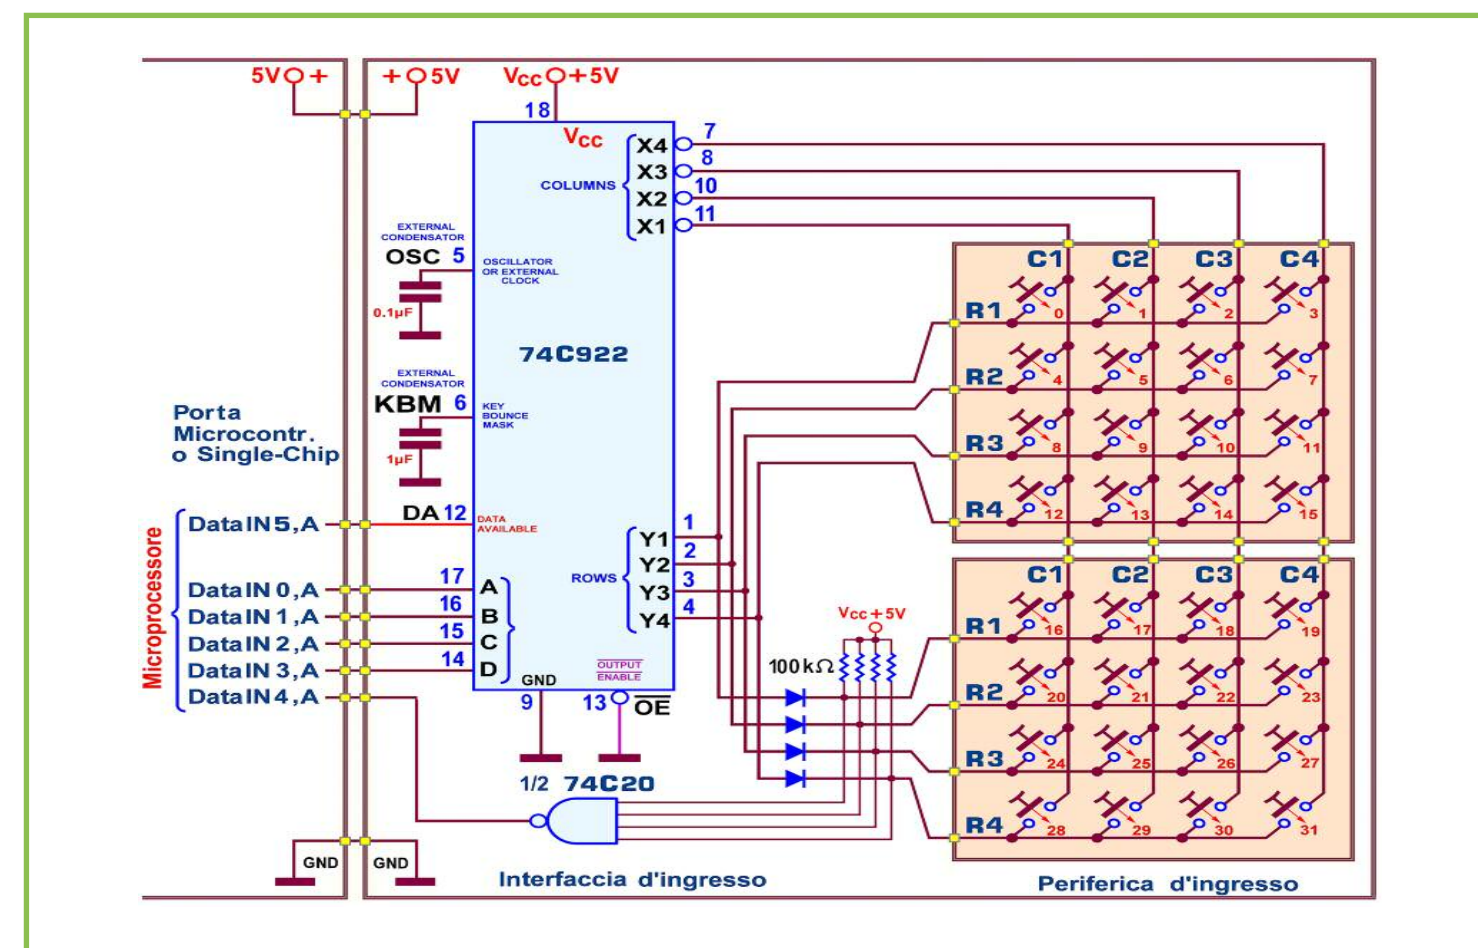 5V +
+ 5V
VCC +5V
18
VCC
COLUMNS
X4
X3
X2
X1
7
8
10
11
EXTERNAL
CONDENSATOR
OSC 5
OSCILLATOR
OR EXTERNAL
CLOCK
0.1µF
74C922
EXTERNAL
CONDENSATOR
KBM 6
KEY
BOUNCE
MASK
1µF
Porta
Microcontr.
o Single-Chip
Microprocessore
DataIN5,A
DataIN0,A
DataIN1,A
DataIN2,A
DataIN3,A
DataIN4,A
DA 12
DATA
AVAILABLE
17 A
16 B
15 C
14 D
ROWS
Y1
Y2
Y3
Y4
1
2
3
4
OUTPUT
ENABLE
GND
9
13
OE
1/2 74C20
100kΩ
VCC+5V
C1 C2 C3 C4
R1
0 1 2 3
R2
4 5 6 7
R3
8 9 10 11
R4
12 13 14 15
C1 C2 C3 C4
R1
16 17 18 19
R2
20 21 22 23
R3
24 25 26 27
R4
28 29 30 31
GND
GND
Interfaccia d'ingresso
Periferica d'ingresso